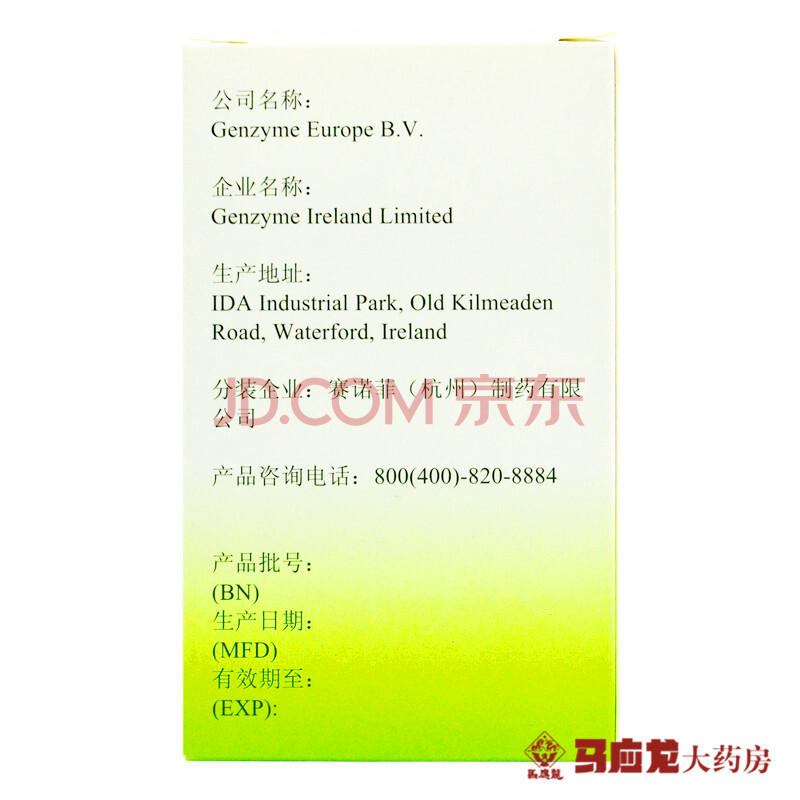 公司名称：
Genzyme Europe B.V.
企业名称：
Genzyme Ireland Limited
生产地址：
IDA Industrial Park, Old Kilmeaden
Road, Waterford, Ireland
分装企业：赛诺菲（杭州）制药有限
公司
JD.COM 京东
产品咨询电话：800(400)-820-8884
产品批号：
(BN)
生产日期：
(MFD)
有效期至：
(EXP):
馬應龍
马应龙大药房